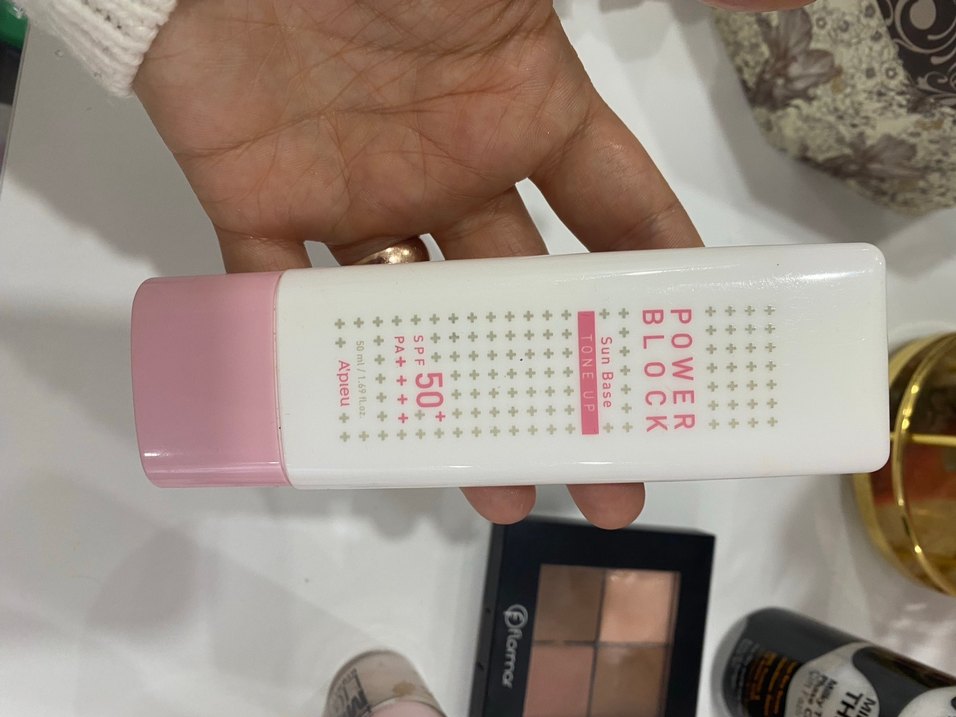 POWER
BLOCK
Sun Base
TONE UP
SPF 50+
PA++++
50 ml / 1.69 fl.oz.
A'pieu
flormar